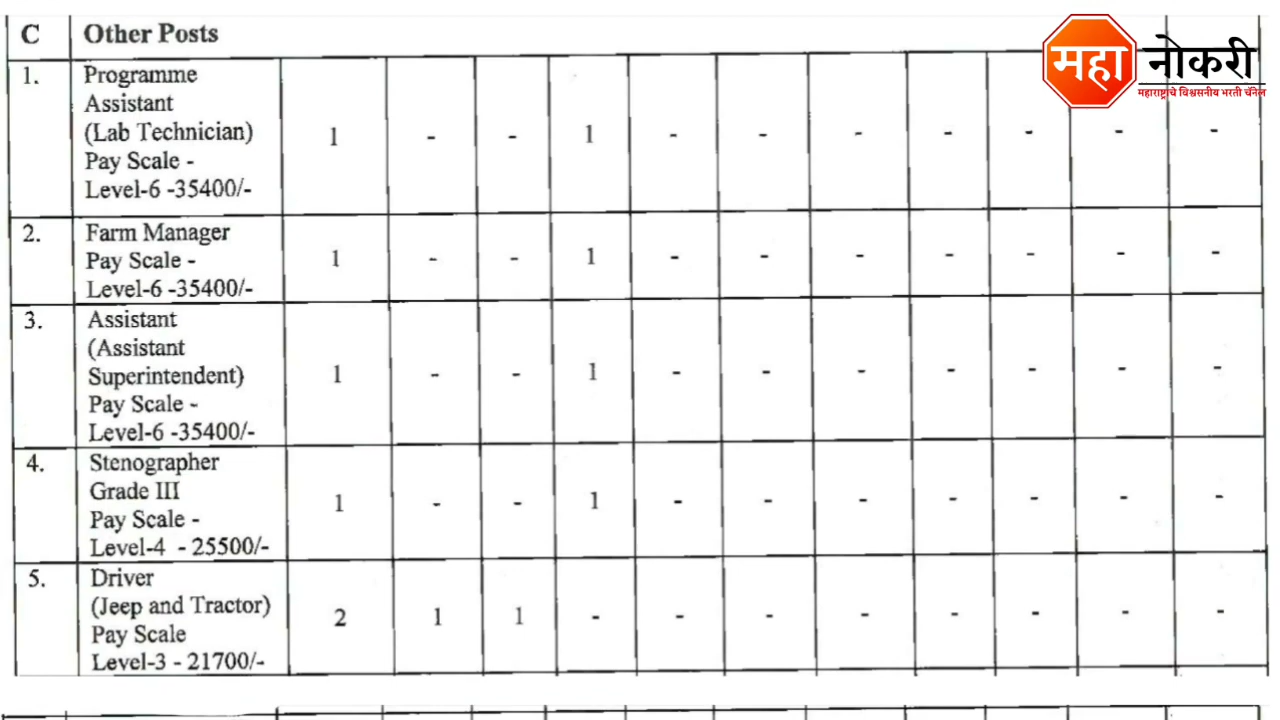 C Other Posts
महा नोकरी
महाराष्ट्राचे विश्वसनीय भरती चॅनेल
1. Programme
Assistant
(Lab Technician)
Pay Scale -
Level-6 -35400/-
1 - - 1 - - - - - - -
2. Farm Manager
Pay Scale -
Level-6 -35400/-
1 - - 1 - - - - - - -
3. Assistant
(Assistant
Superintendent)
Pay Scale -
Level-6 -35400/-
1 - - 1 - - - - - - -
4. Stenographer
Grade III
Pay Scale -
Level-4 - 25500/-
1 - - 1 - - - - - - -
5. Driver
(Jeep and Tractor)
Pay Scale
Level-3 - 21700/-
2 1 1 - - - - - - - -